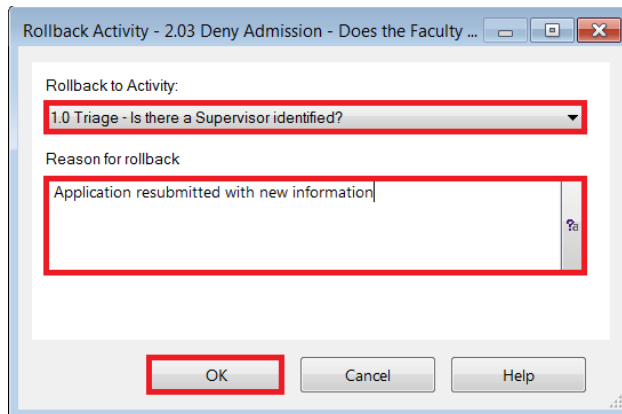 Rollback Activity - 2.03 Deny Admission - Does the Faculty ...
Rollback to Activity:
1.0 Triage - Is there a Supervisor identified?
Reason for rollback
Application resubmitted with new information
?a
OK Cancel Help